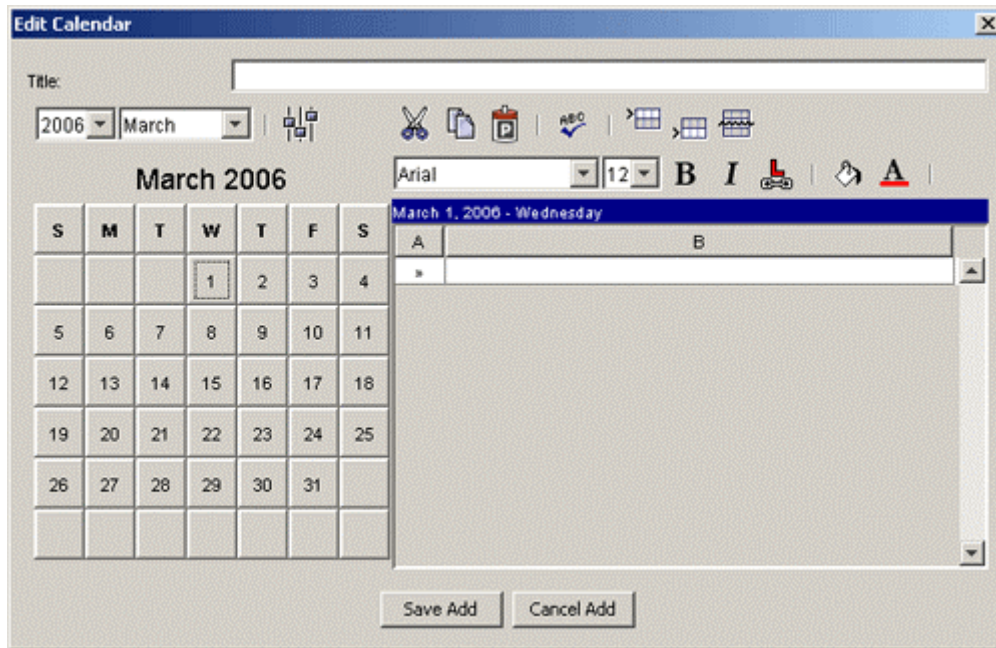 Edit Calendar
Title:
2006 March
ABC
March 2006
Arial 12 B I A
March 1, 2006 - Wednesday
S M T W T F S
A B
1 2 3 4
»
5 6 7 8 9 10 11
12 13 14 15 16 17 18
19 20 21 22 23 24 25
26 27 28 29 30 31
Save Add Cancel Add